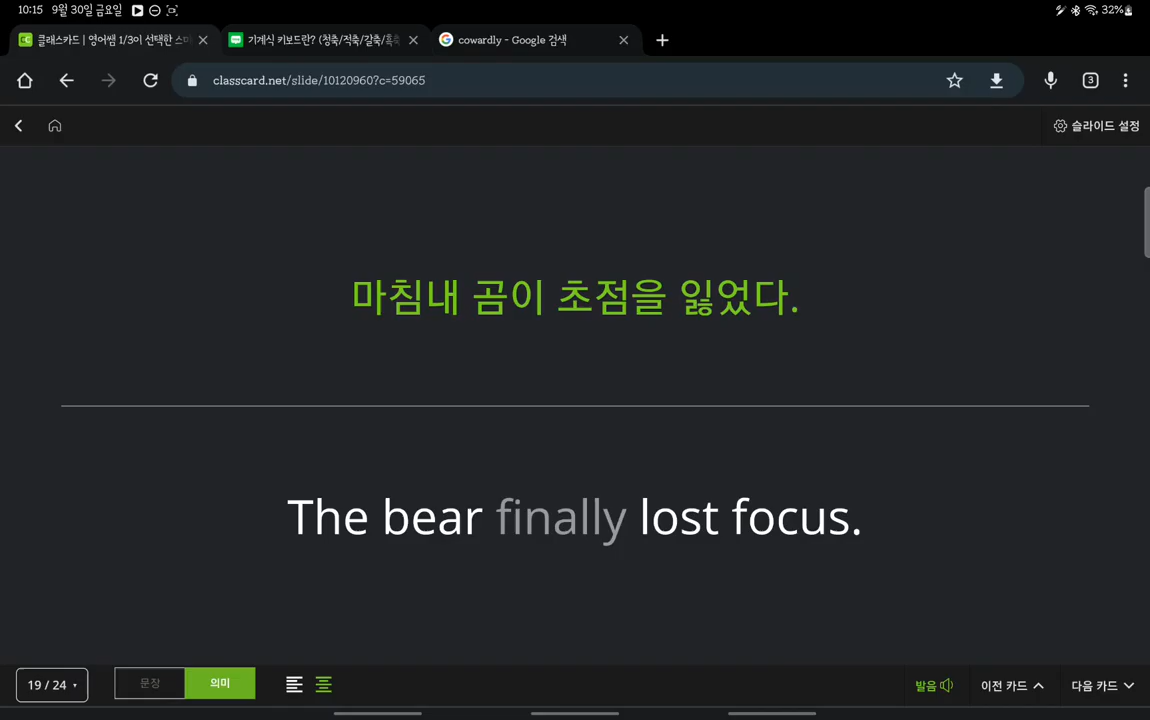 10:15 9월 30일 금요일
32%
클래스카드 | 영어쌤 1/3이 선택한 스마
기계식 키보드란? (청축/적축/갈축/흑축
cowardly - Google 검색
classcard.net/slide/10120960?c=59065
3
슬라이드 설정
마침내 곰이 초점을 잃었다.
The bear finally lost focus.
19 / 24
문장
의미
발음
이전 카드
다음 카드